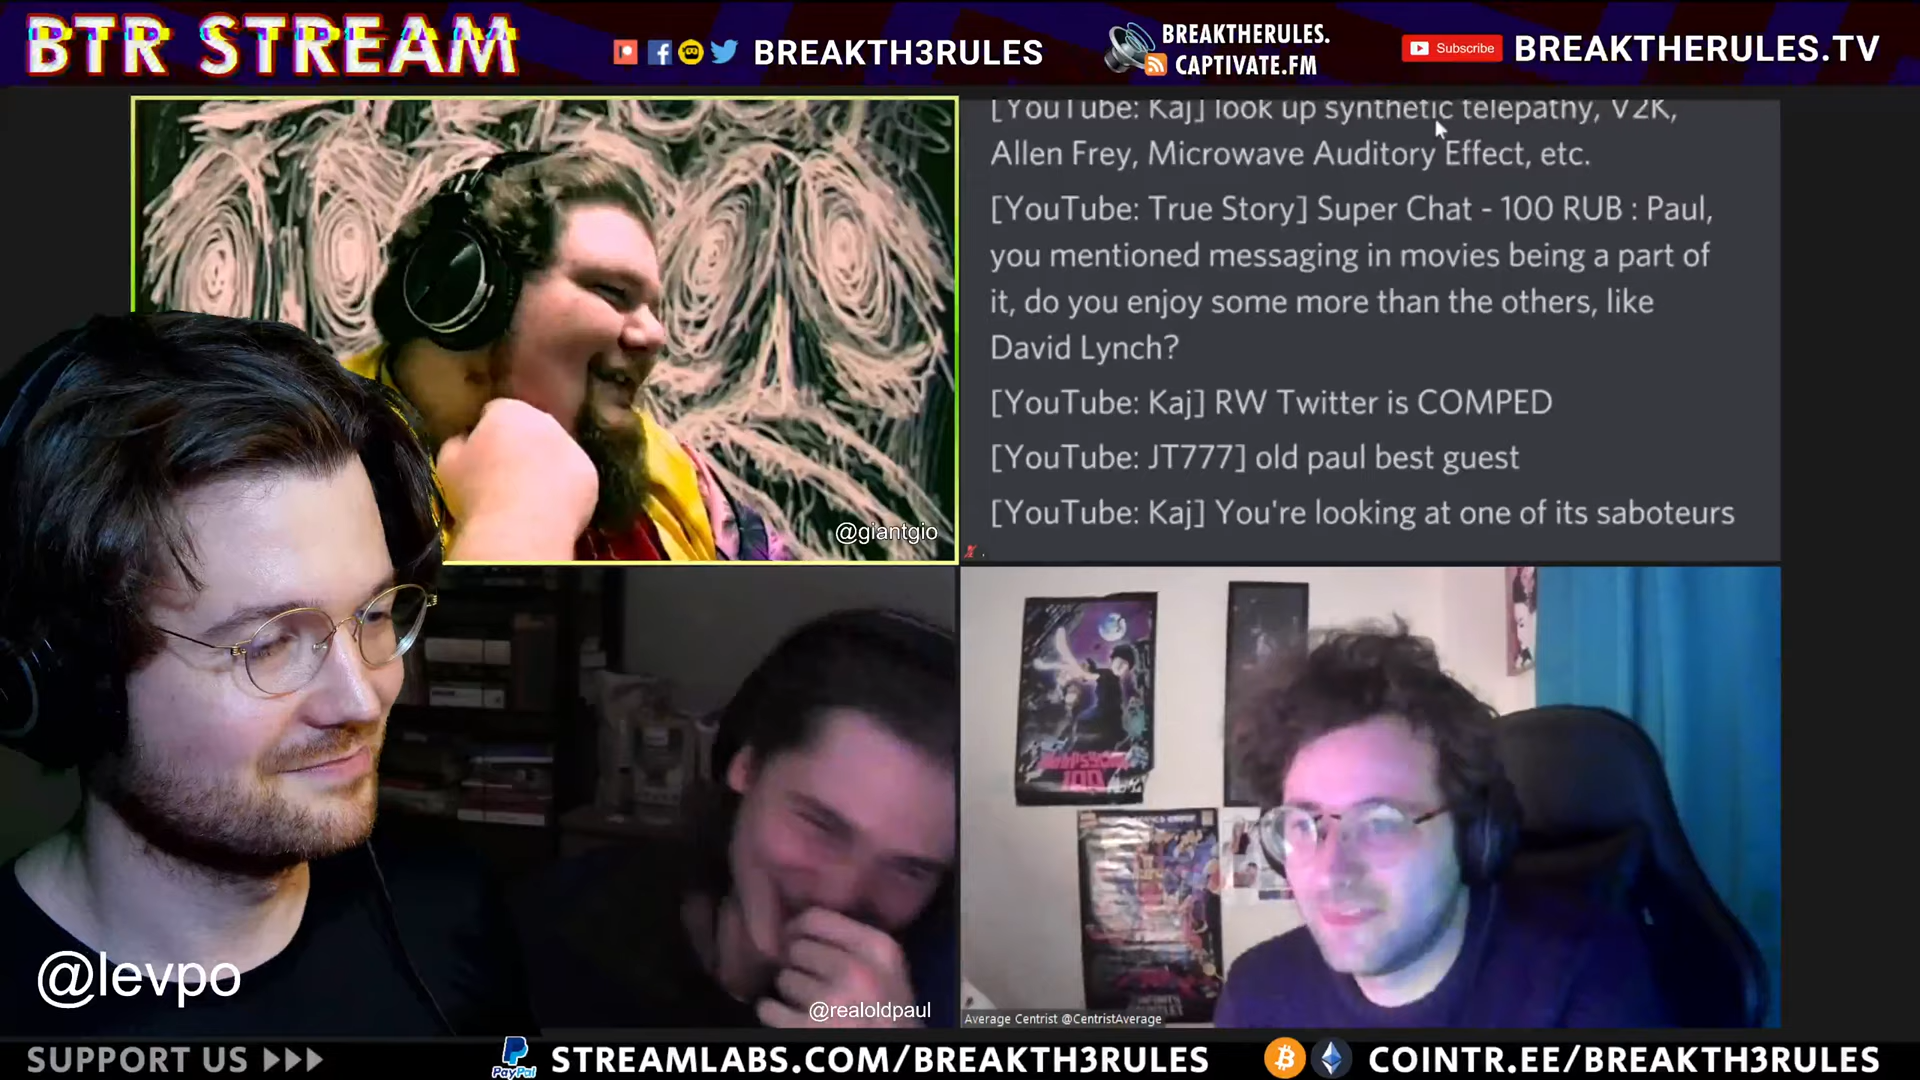 BTR STREAM
BREAKTH3RULES
BREAKTHERULES.
CAPTIVATE.FM
Subscribe
BREAKTHERULES.TV
[YouTube: Kaj] look up synthetic telepathy, V2K,
Allen Frey, Microwave Auditory Effect, etc.
[YouTube: True Story] Super Chat - 100 RUB : Paul,
you mentioned messaging in movies being a part of
it, do you enjoy some more than the others, like
David Lynch?
[YouTube: Kaj] RW Twitter is COMPED
[YouTube: JT777] old paul best guest
[YouTube: Kaj] You're looking at one of its saboteurs
@giantgio
@levpo
@realoldpaul
100
Average Centrist @CentristAverage
SUPPORT US
PayPal
STREAMLABS.COM/BREAKTH3RULES
COINTR.EE/BREAKTH3RULES